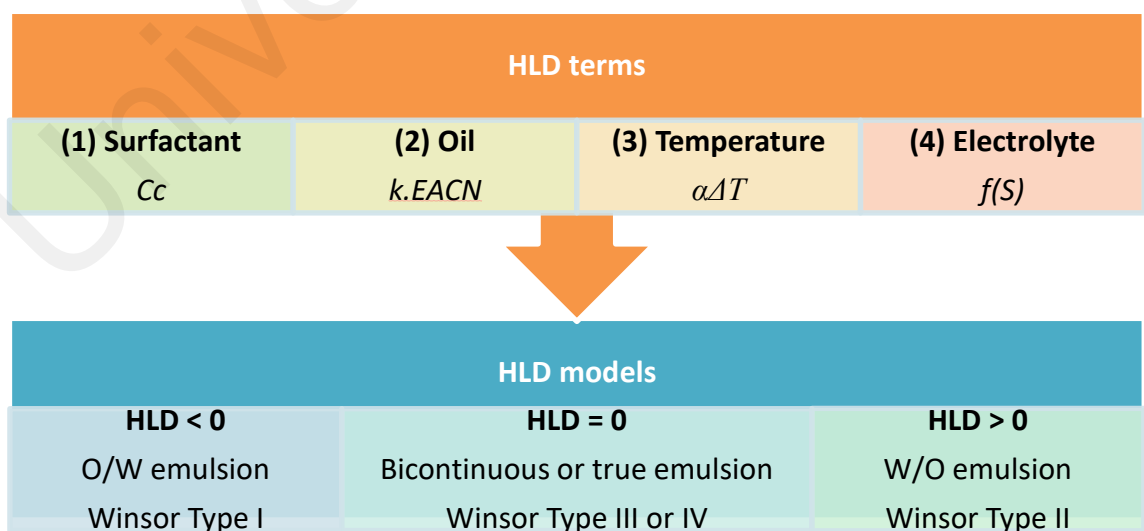 HLD terms
(1) Surfactant (2) Oil (3) Temperature (4) Electrolyte
Cc k.EACN αΔT f(S)
HLD models
HLD < 0 HLD = 0 HLD > 0
O/W emulsion Bicontinuous or true emulsion W/O emulsion
Winsor Type I Winsor Type III or IV Winsor Type II
Unive